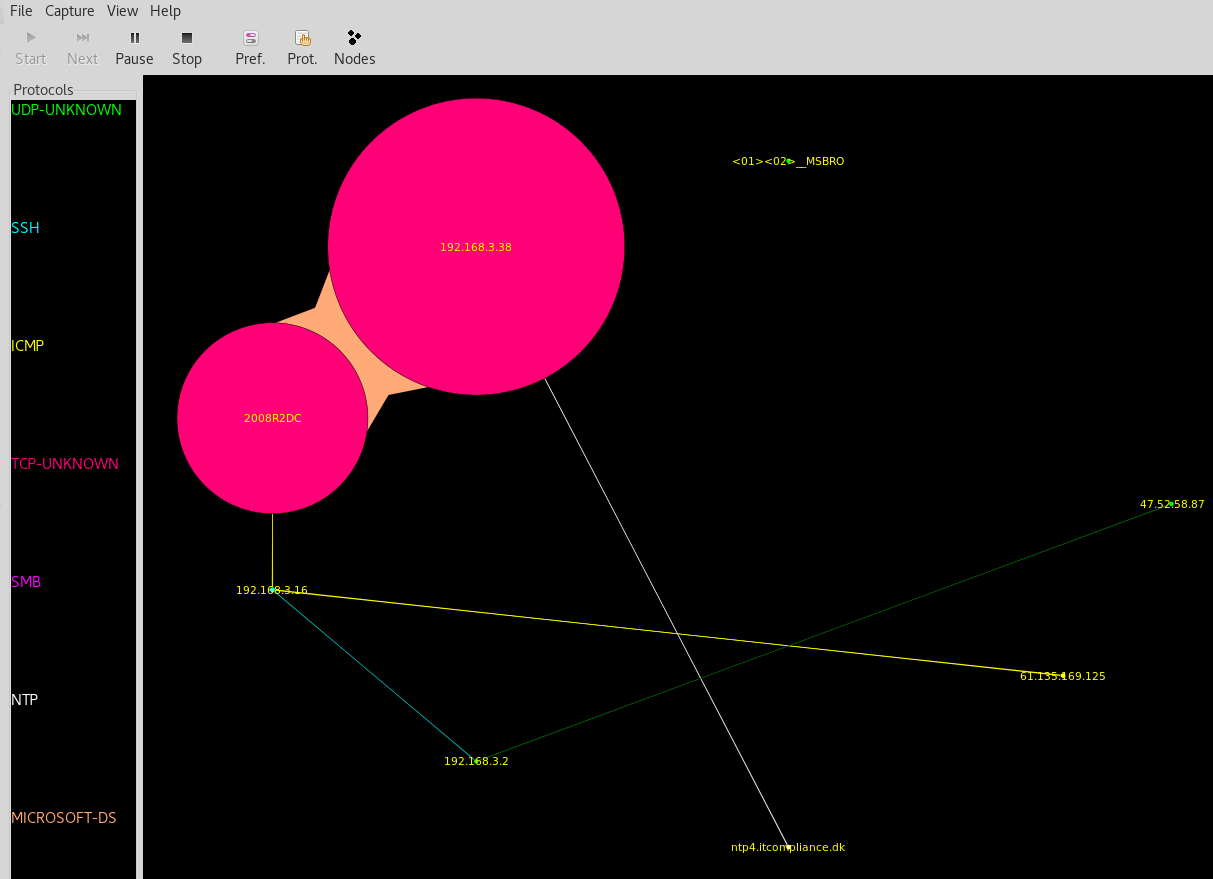 File Capture View Help
Start Next Pause Stop Pref. Prot. Nodes
Protocols
UDP-UNKNOWN
SSH
ICMP
TCP-UNKNOWN
SMB
NTP
MICROSOFT-DS
<01><02>__MSBRO
192.168.3.38
2008R2DC
47.52.58.87
192.168.3.16
61.135.169.125
192.168.3.2
ntp4.itcompliance.dk